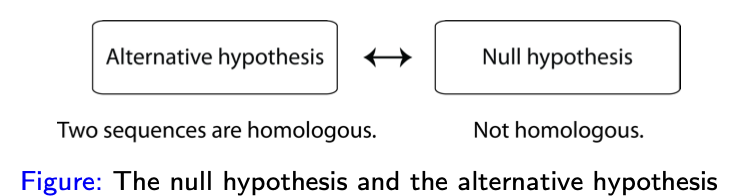 Alternative hypothesis ↔ Null hypothesis
Two sequences are homologous. Not homologous.
Figure: The null hypothesis and the alternative hypothesis